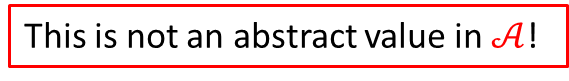 This is not an abstract value in 𝒜!